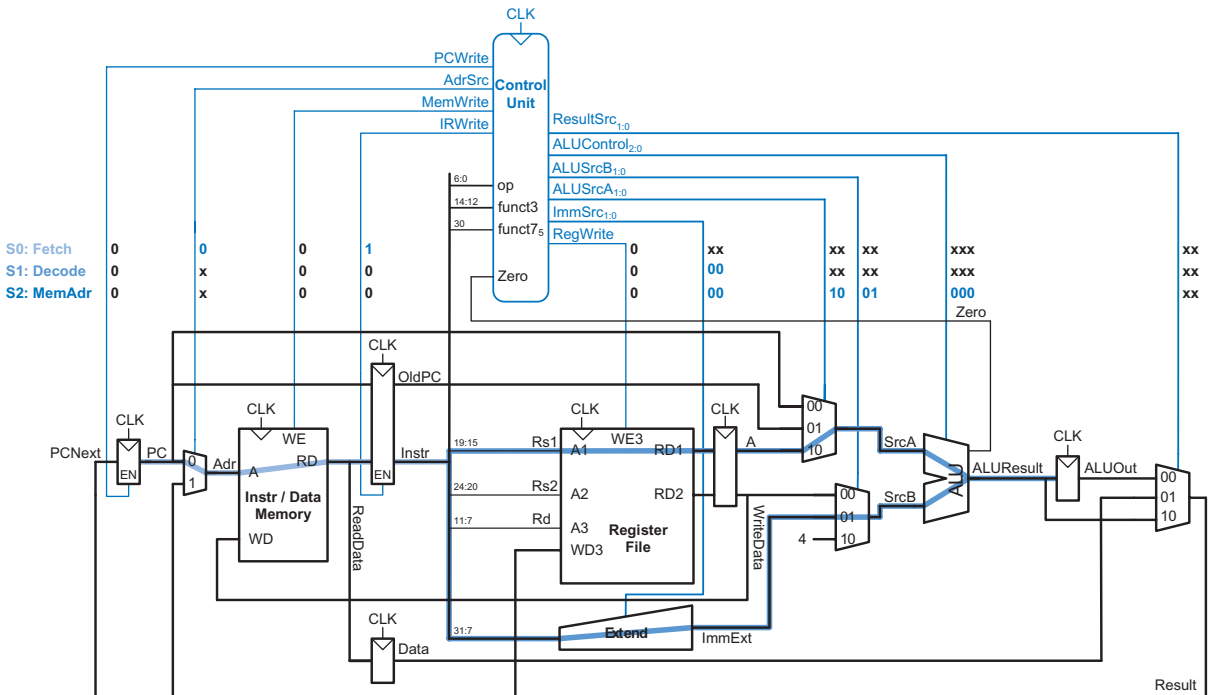 CLK
PCWrite
AdrSrc
MemWrite
IRWrite
Control
Unit
ResultSrc1:0
ALUControl2:0
ALUSrcB1:0
ALUSrcA1:0
ImmSrc1:0
RegWrite
6:0 op
14:12 funct3
30 funct75
Zero
S0: Fetch 0 0 0 1 0 xx xx xx xxx xx
S1: Decode 0 x 0 0 0 00 xx xx xxx xx
S2: MemAdr 0 x 0 0 0 00 10 01 000 xx
Zero
CLK
OldPC
EN
CLK
PCNext
EN
PC
0
1
Adr
CLK
WE
A
RD
Instr / Data
Memory
WD
ReadData
Instr
19:15 Rs1
24:20 Rs2
11:7 Rd
31:7
CLK
WE3
A1
RD1
A2
RD2
A3
WD3
Register
File
CLK
A
WriteData
00
01
10
SrcA
00
01
10
4
SrcB
ALU
ALUResult
CLK
ALUOut
00
01
10
Extend
ImmExt
CLK
Data
Result